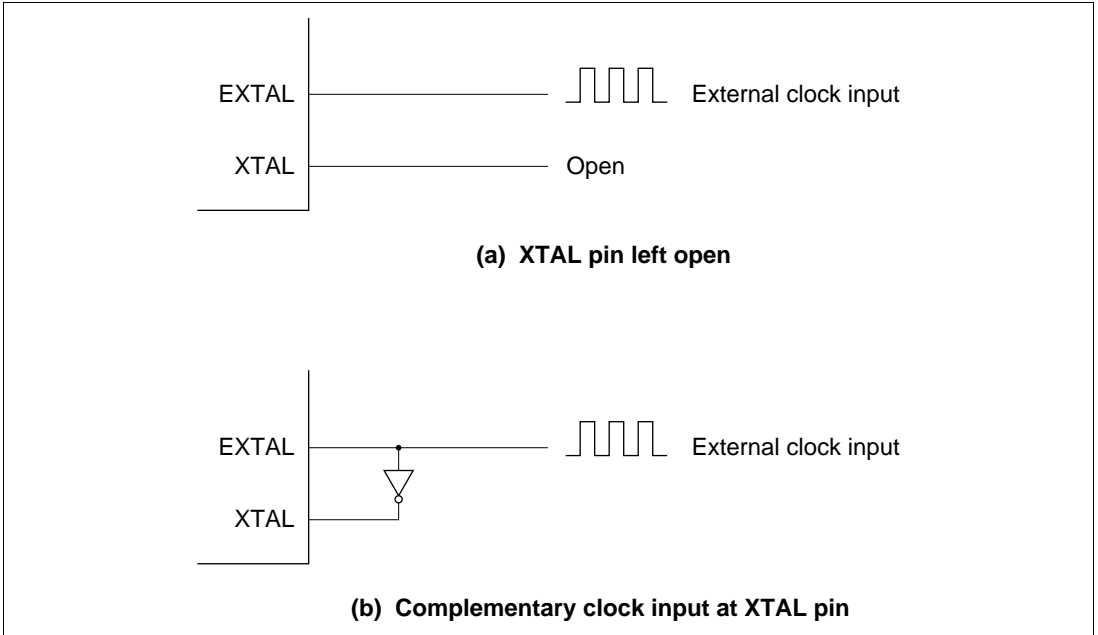 EXTAL
External clock input
XTAL
Open
(a) XTAL pin left open
EXTAL
External clock input
XTAL
(b) Complementary clock input at XTAL pin